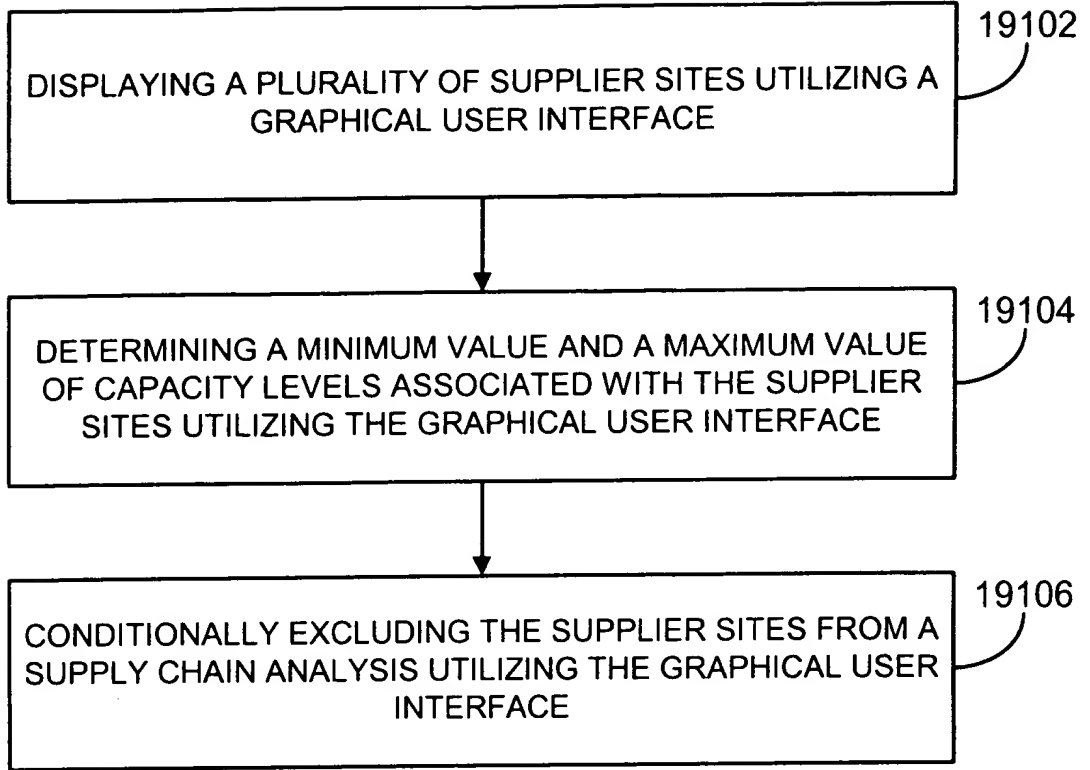 19102
DISPLAYING A PLURALITY OF SUPPLIER SITES UTILIZING A
GRAPHICAL USER INTERFACE
19104
DETERMINING A MINIMUM VALUE AND A MAXIMUM VALUE
OF CAPACITY LEVELS ASSOCIATED WITH THE SUPPLIER
SITES UTILIZING THE GRAPHICAL USER INTERFACE
19106
CONDITIONALLY EXCLUDING THE SUPPLIER SITES FROM A
SUPPLY CHAIN ANALYSIS UTILIZING THE GRAPHICAL USER
INTERFACE